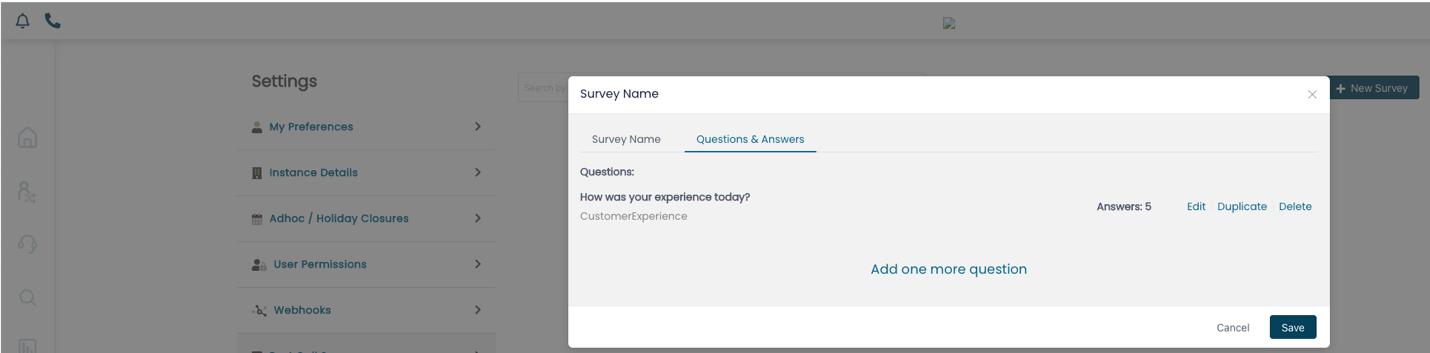 Settings
Search by
Survey Name
+ New Survey
My Preferences
Instance Details
Adhoc / Holiday Closures
User Permissions
Webhooks
Survey Name Questions & Answers
Questions:
How was your experience today?
CustomerExperience
Answers: 5 Edit Duplicate Delete
Add one more question
Cancel Save